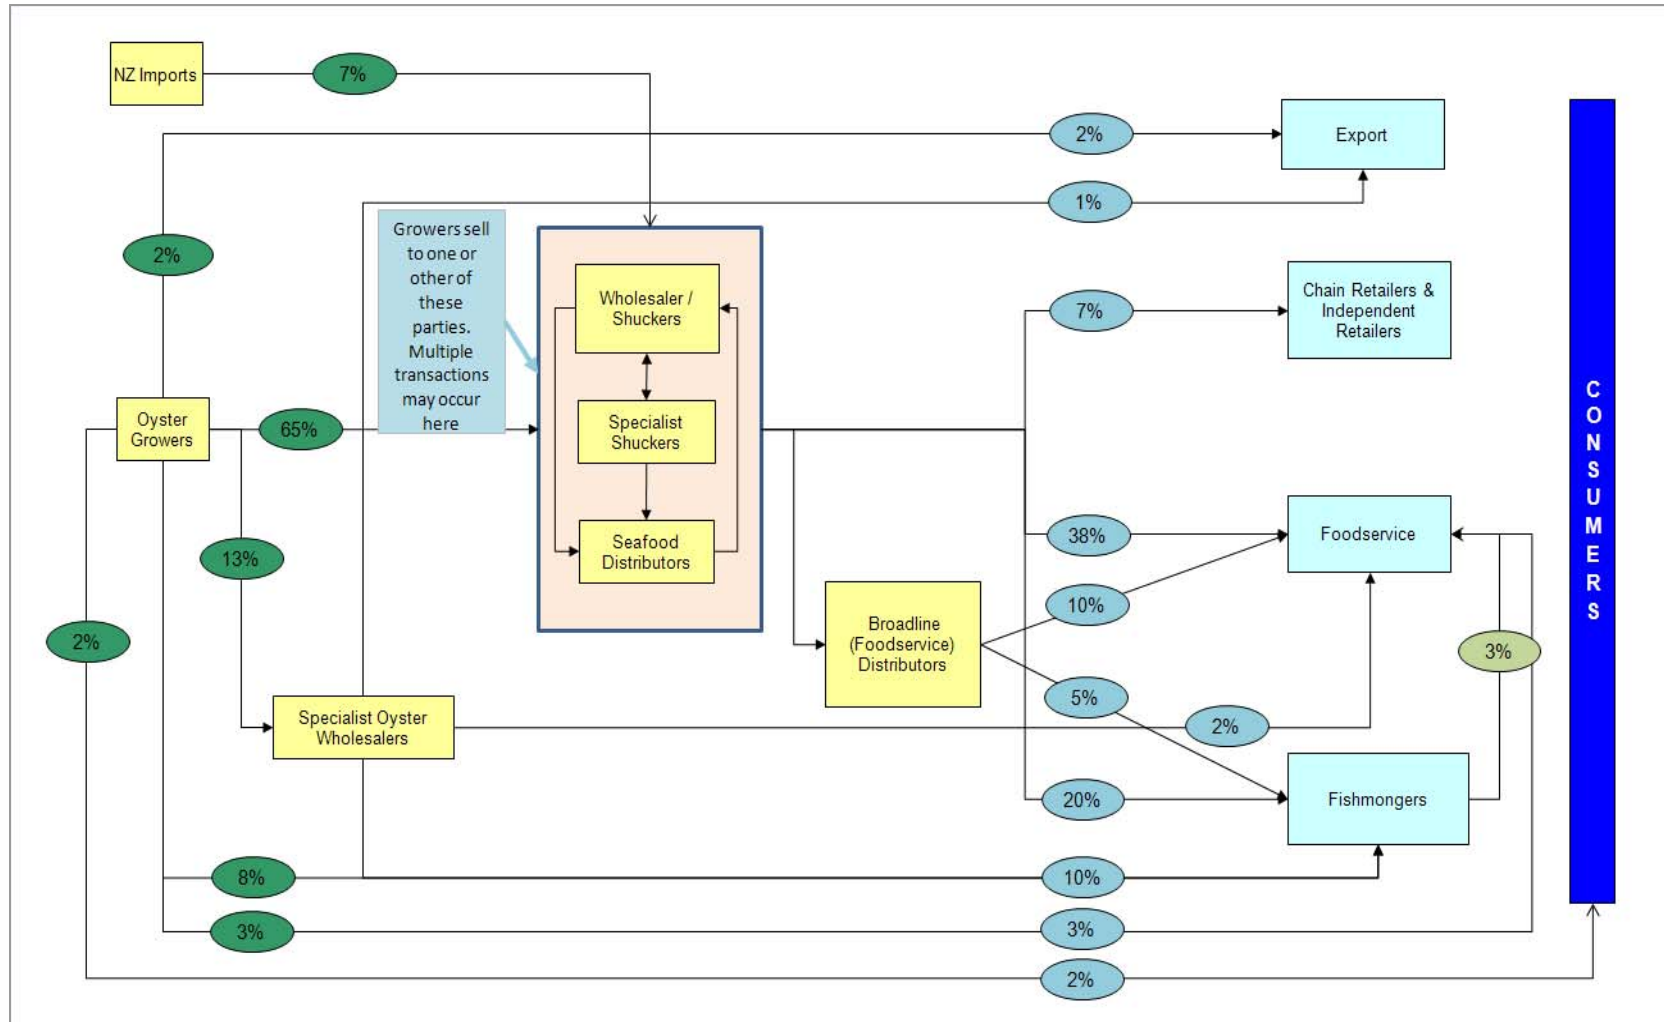 NZ Imports
7%
2%
Export
1%
Growers sell
to one or
other of
these
parties.
Multiple
transactions
may occur
here
2%
Wholesaler /
Shuckers
7%
Chain Retailers &
Independent
Retailers
Oyster
Growers
65%
Specialist
Shuckers
13%
Seafood
Distributors
38%
Foodservice
10%
2%
Broadline
(Foodservice)
Distributors
3%
5%
Specialist Oyster
Wholesalers
2%
20%
Fishmongers
8%
10%
3%
3%
2%
C
O
N
S
U
M
E
R
S